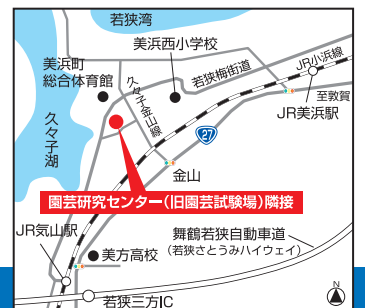 若狭湾
美浜西小学校
美浜町
総合体育館
若狭梅街道
JR小浜線
久々子金山線
至敦賀
JR美浜駅
27
久々子湖
金山
園芸研究センター(旧園芸試験場)隣接
JR気山駅
舞鶴若狭自動車道
(若狭さとうみハイウェイ)
美方高校
若狭三方IC
N